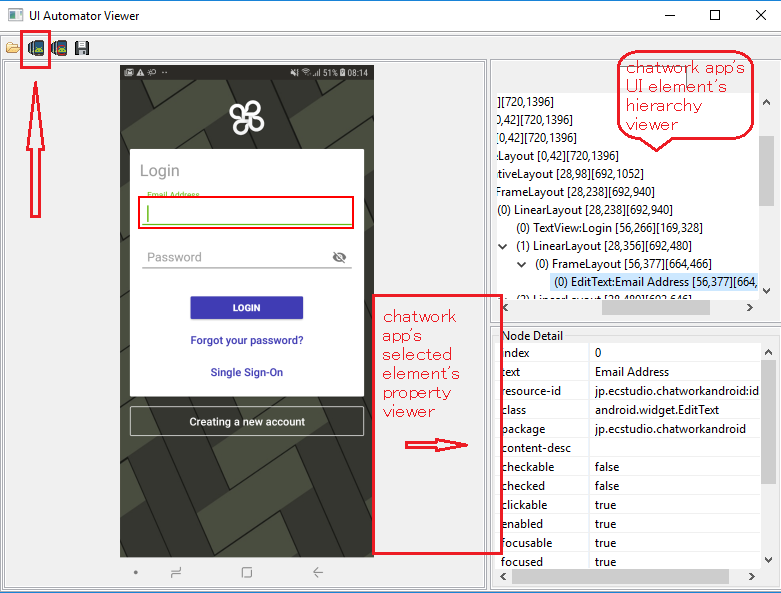 UI Automator Viewer
51% 08:14
Login
Email Address
Password
LOGIN
Forgot your password?
Single Sign-On
Creating a new account
chatwork
app's
selected
element's
property
viewer
chatwork app's
UI element's
hierarchy
viewer
][720,1396]
0,42][720,1396]
[0,42][720,1396]
eLayout [0,42][720,1396]
tiveLayout [28,98][692,1052]
FrameLayout [28,238][692,940]
(0) LinearLayout [28,238][692,940]
(0) TextView:Login [56,266][169,328]
(1) LinearLayout [28,356][692,480]
(0) FrameLayout [56,377][664,466]
(0) EditText:Email Address [56,377][664,
(2) LinearLayout [28,480][692,646]
Node Detail
index 0
text Email Address
resource-id jp.ecstudio.chatworkandroid:id
class android.widget.EditText
package jp.ecstudio.chatworkandroid
content-desc
checkable false
checked false
clickable true
enabled true
focusable true
focused true